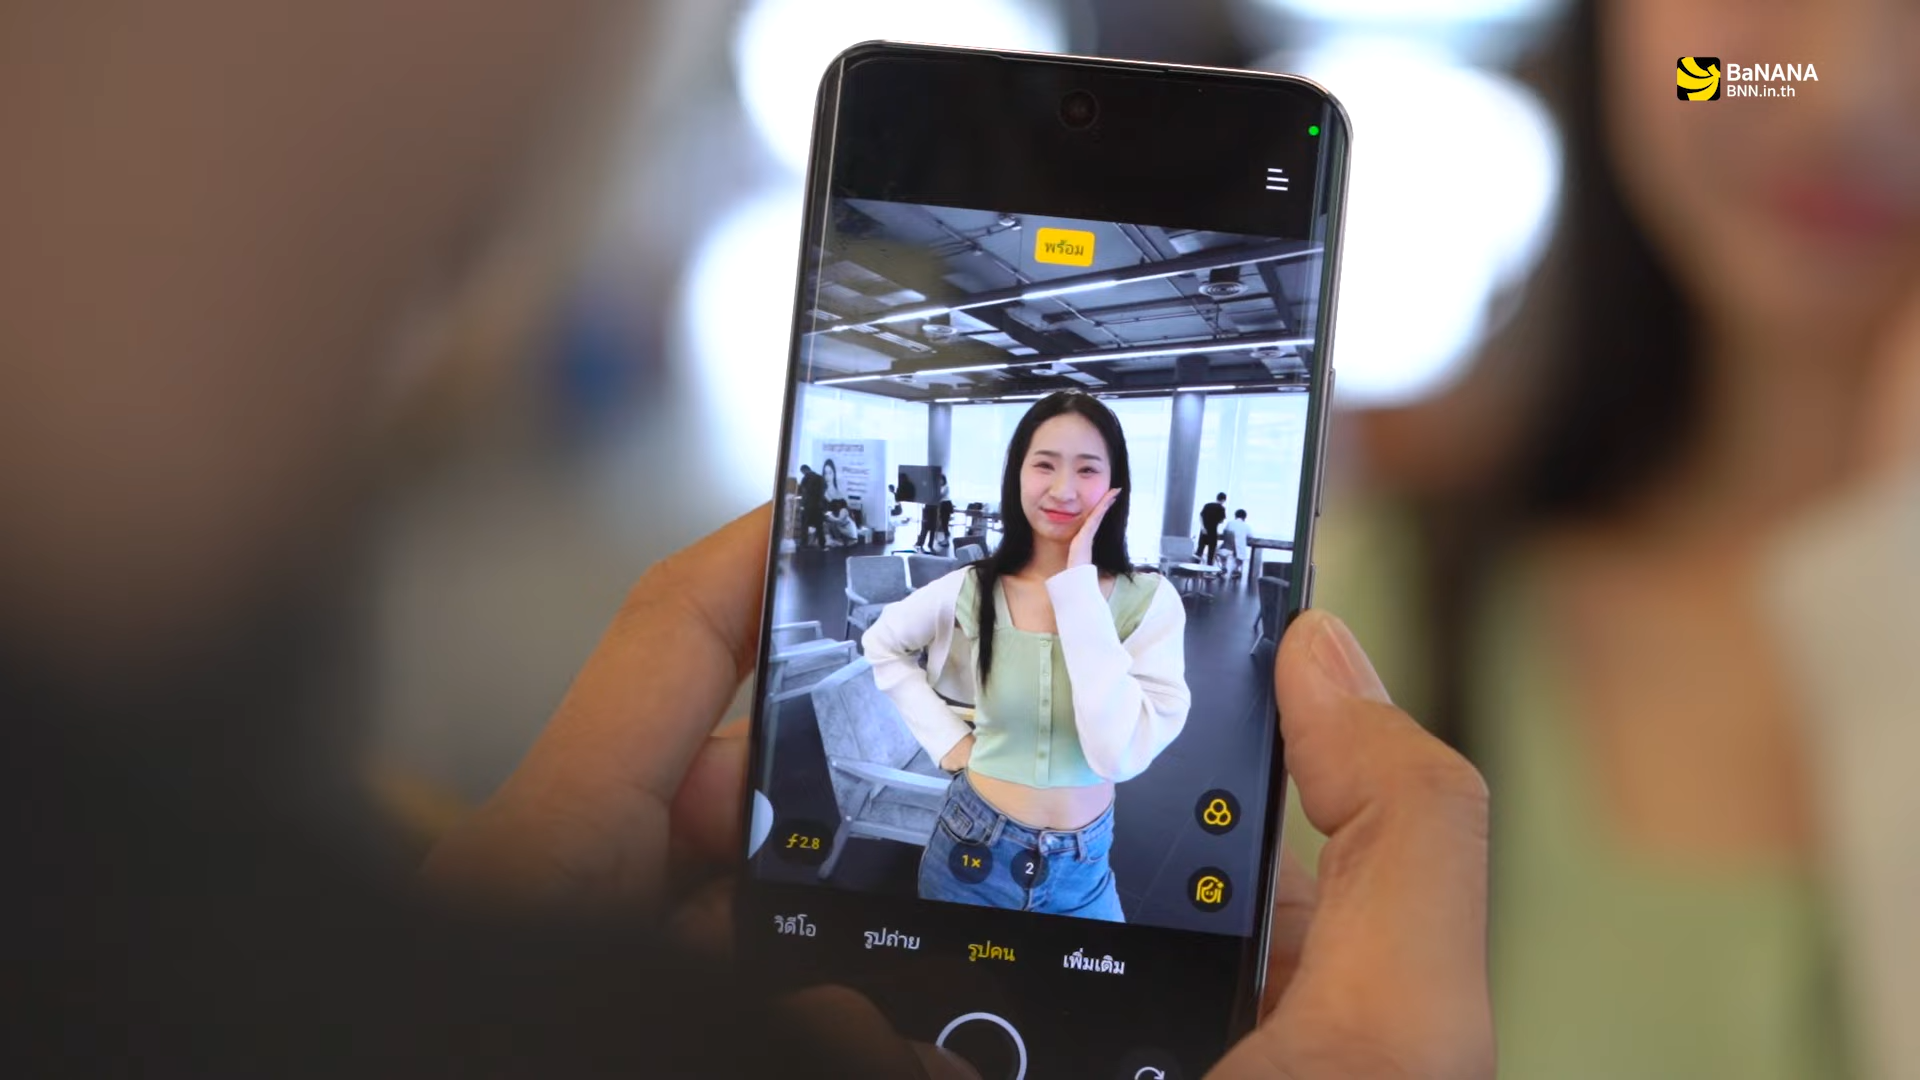 BaNANA
BNN.in.th
พร้อม
interpharma
ƒ2.8
1×
2
วิดีโอ
รูปถ่าย
รูปคน
เพิ่มเติม